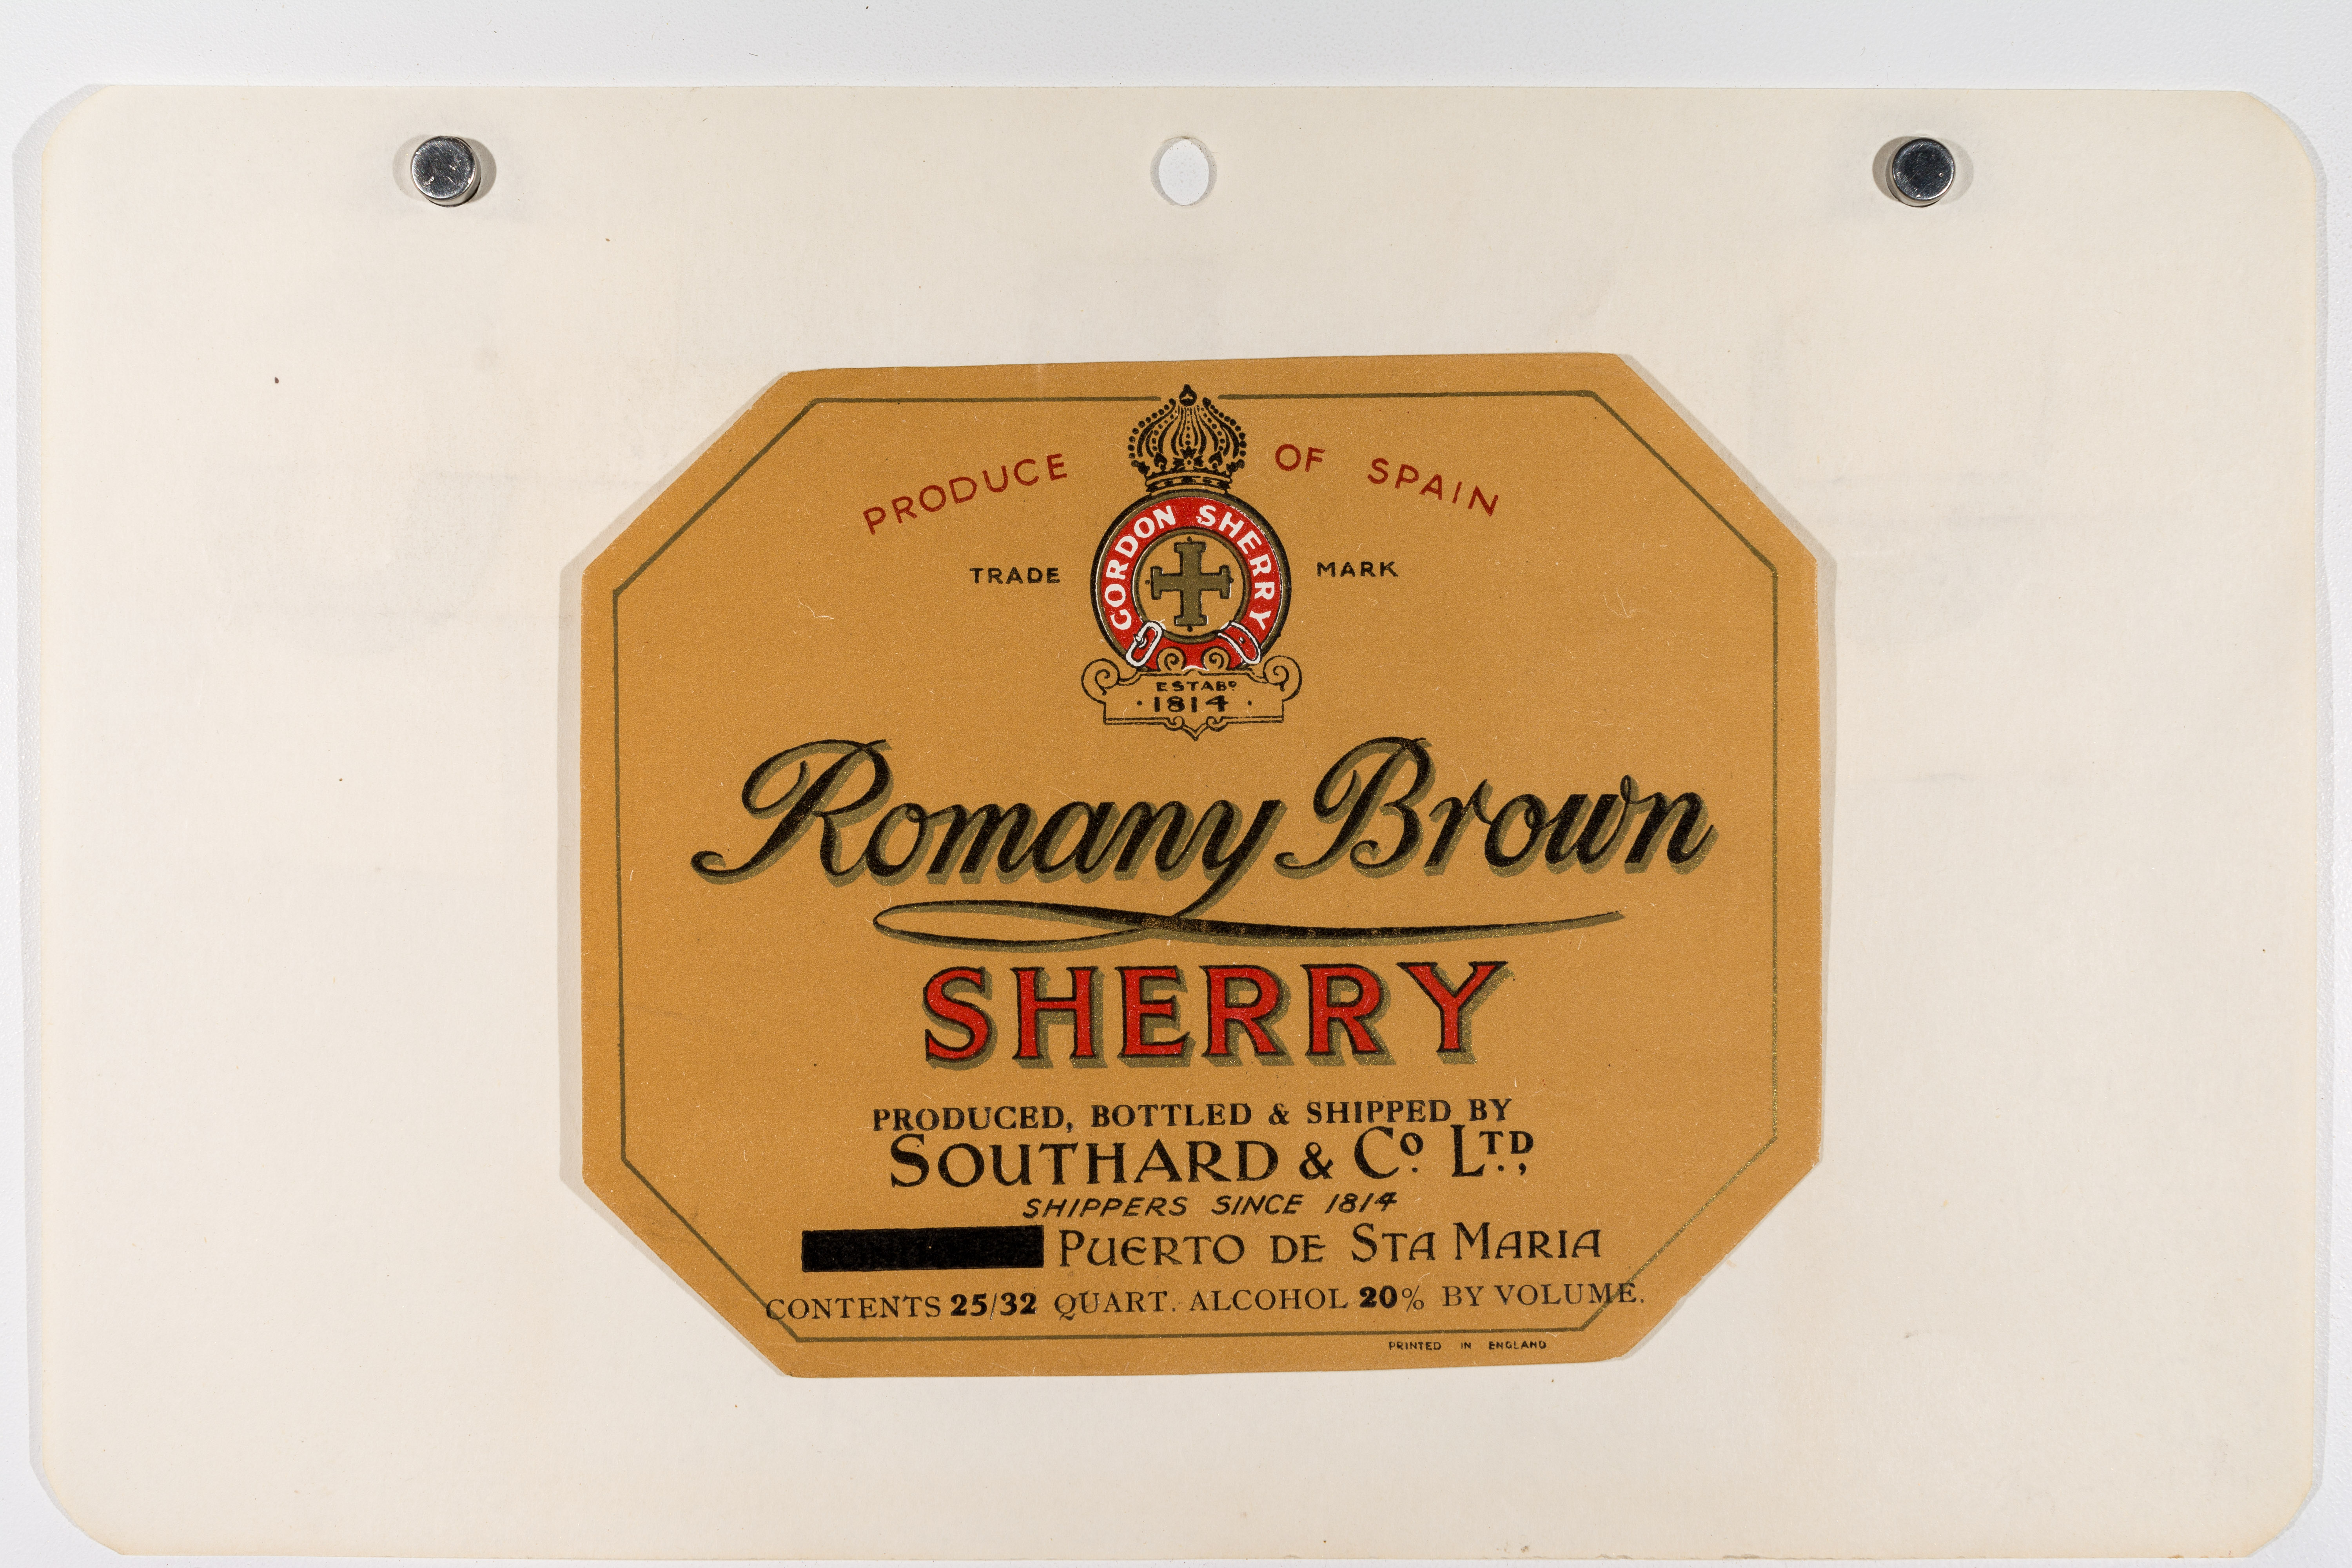 PRODUCE OF SPAIN
TRADE MARK
CORDON SHERRY
ESTABD
·1814·
Romany Brown
SHERRY
PRODUCED, BOTTLED & SHIPPED BY
SOUTHARD & CO. LTD.,
SHIPPERS SINCE 1814
PUERTO DE STA MARIA
CONTENTS 25/32 QUART. ALCOHOL 20% BY VOLUME.
PRINTED IN ENGLAND